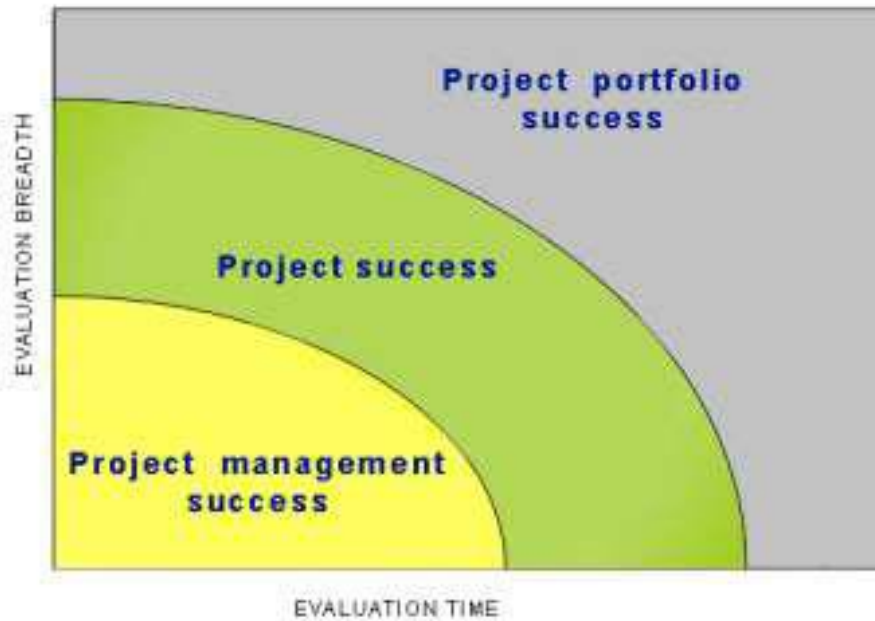 Project portfolio
success
EVALUATION BREADTH
Project success
Project management
success
EVALUATION TIME